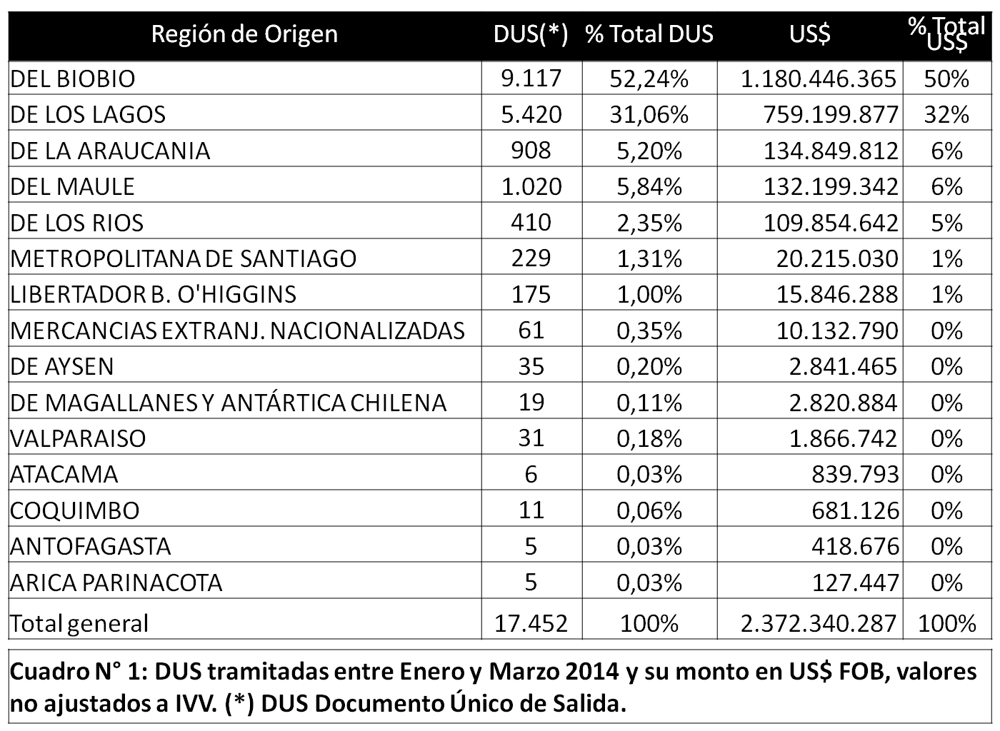 Región de Origen DUS(*) % Total DUS US$ % Total US$
DEL BIOBIO 9.117 52,24% 1.180.446.365 50%
DE LOS LAGOS 5.420 31,06% 759.199.877 32%
DE LA ARAUCANIA 908 5,20% 134.849.812 6%
DEL MAULE 1.020 5,84% 132.199.342 6%
DE LOS RIOS 410 2,35% 109.854.642 5%
METROPOLITANA DE SANTIAGO 229 1,31% 20.215.030 1%
LIBERTADOR B. O'HIGGINS 175 1,00% 15.846.288 1%
MERCANCIAS EXTRANJ. NACIONALIZADAS 61 0,35% 10.132.790 0%
DE AYSEN 35 0,20% 2.841.465 0%
DE MAGALLANES Y ANTÁRTICA CHILENA 19 0,11% 2.820.884 0%
VALPARAISO 31 0,18% 1.866.742 0%
ATACAMA 6 0,03% 839.793 0%
COQUIMBO 11 0,06% 681.126 0%
ANTOFAGASTA 5 0,03% 418.676 0%
ARICA PARINACOTA 5 0,03% 127.447 0%
Total general 17.452 100% 2.372.340.287 100%
Cuadro N° 1: DUS tramitadas entre Enero y Marzo 2014 y su monto en US$ FOB, valores
no ajustados a IVV. (*) DUS Documento Único de Salida.